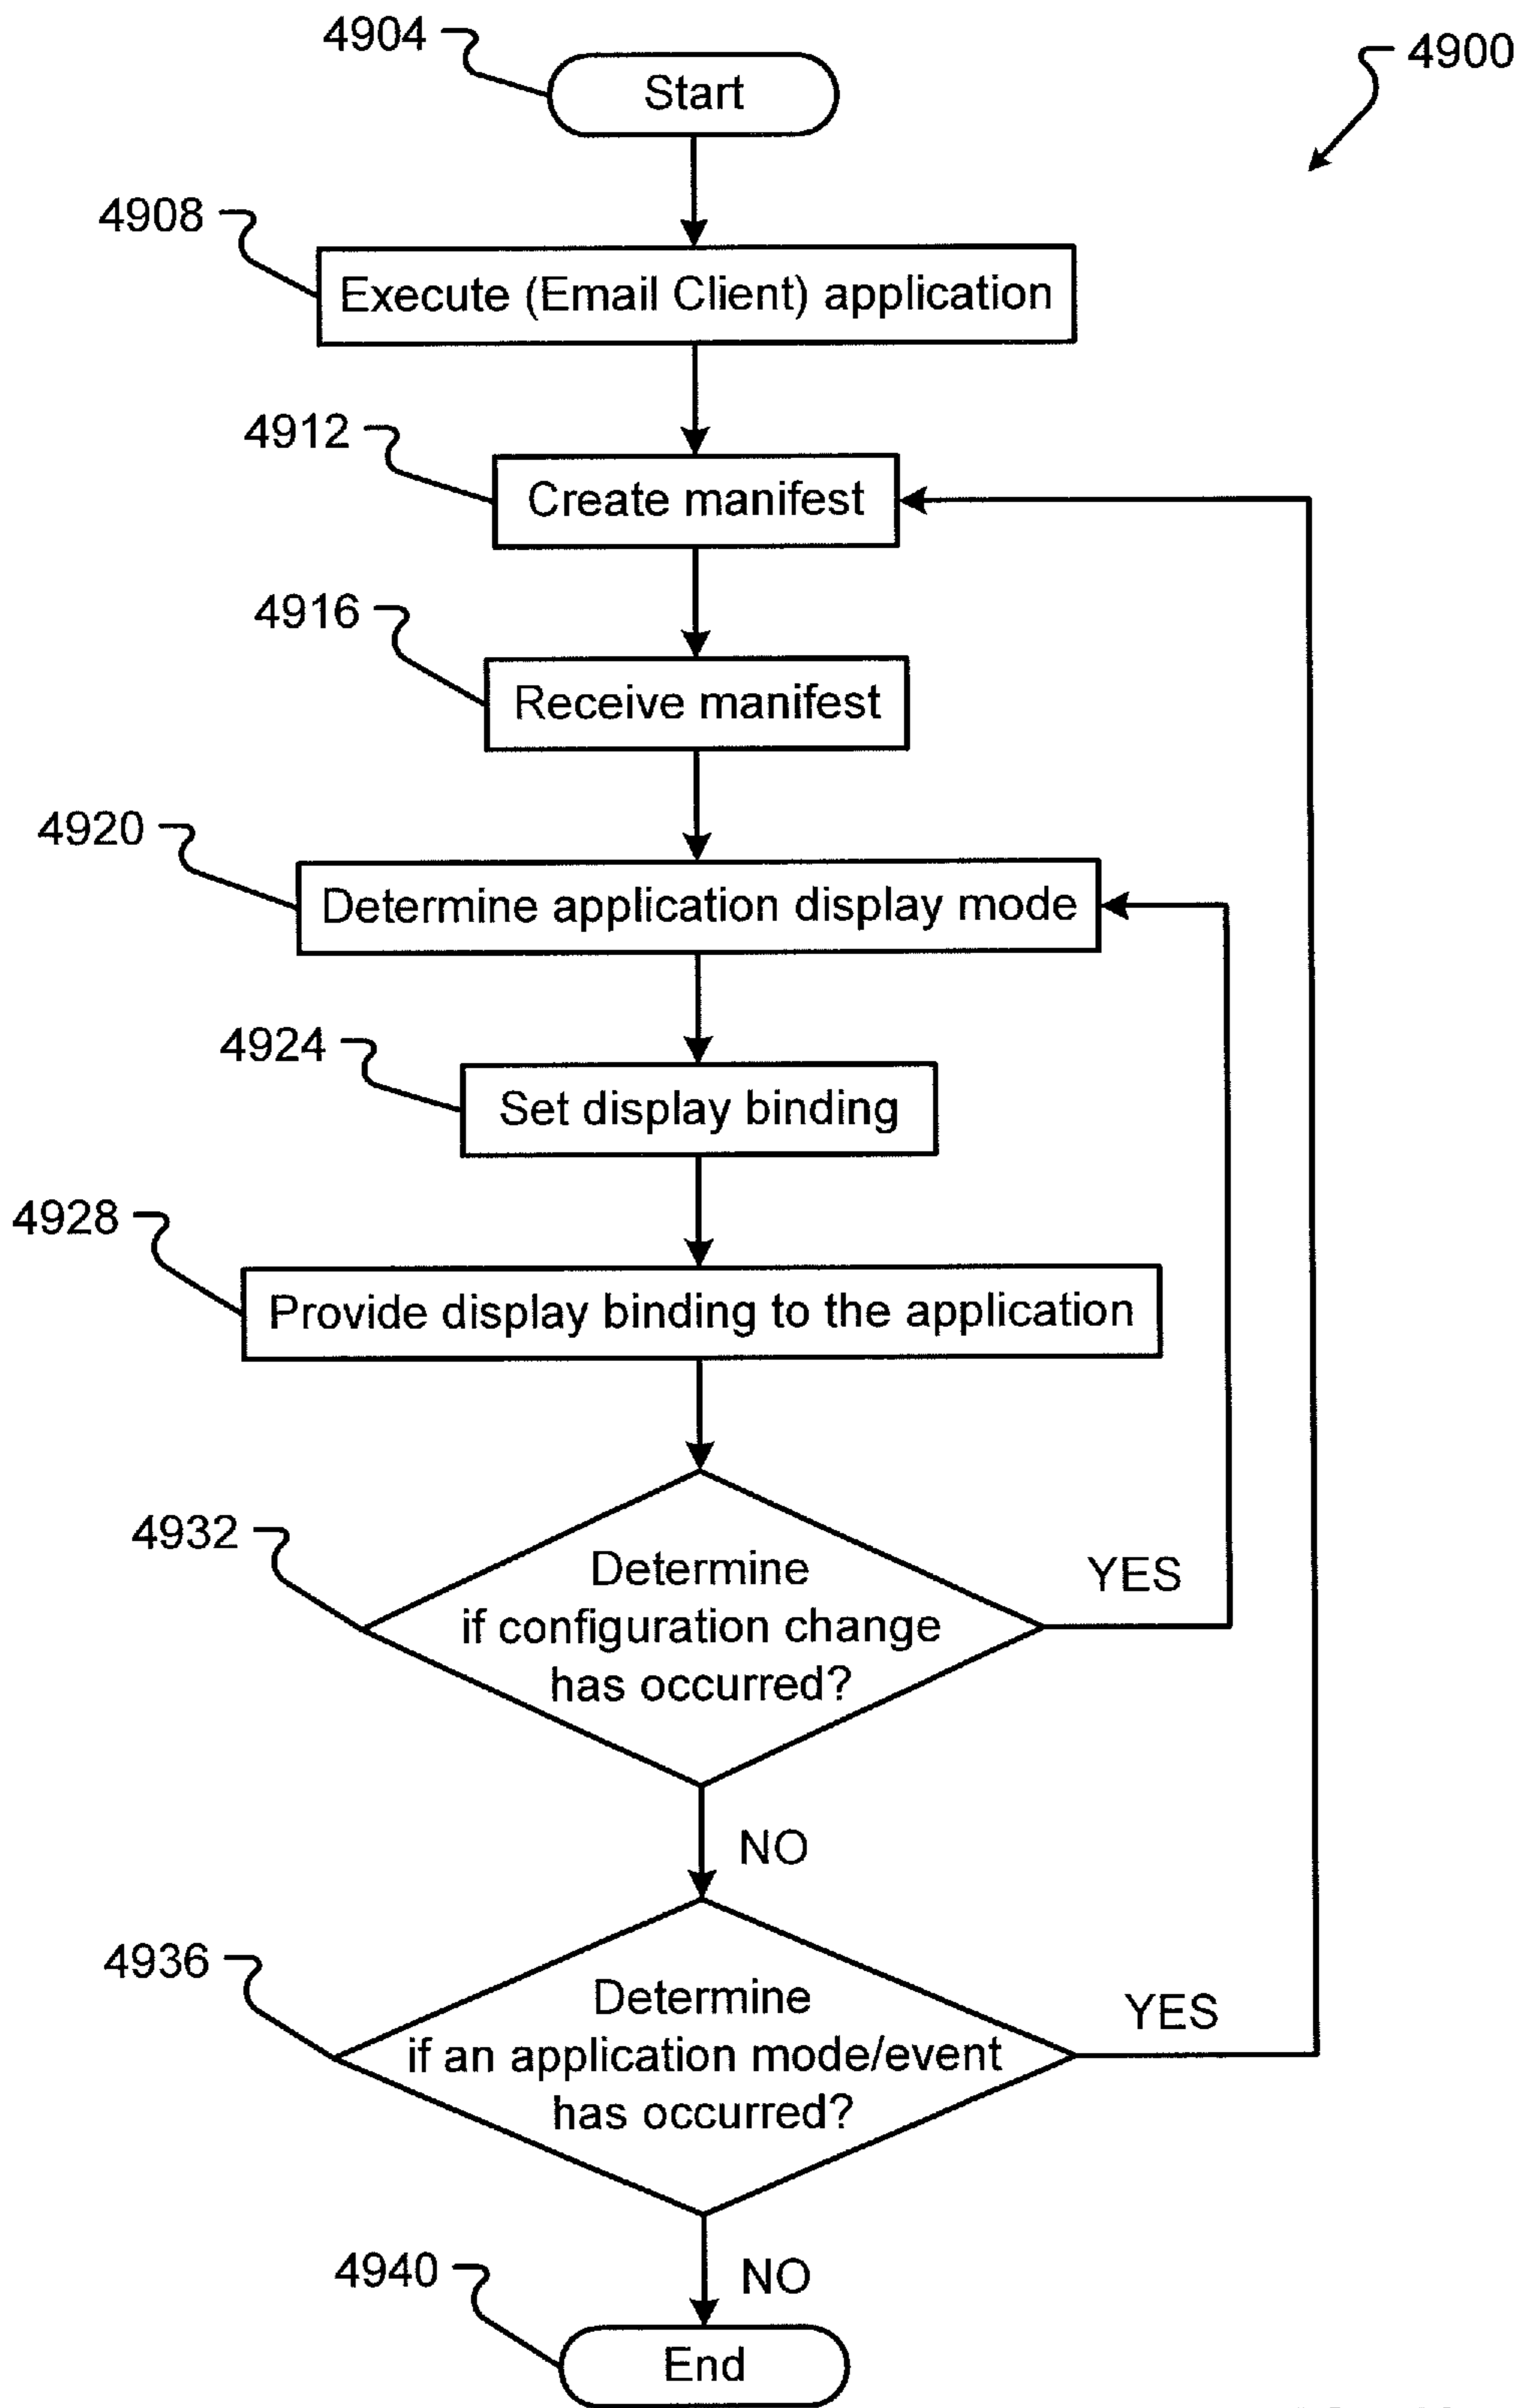 4904
Start
4900
4908
Execute (Email Client) application
4912
Create manifest
4916
Receive manifest
4920
Determine application display mode
4924
Set display binding
4928
Provide display binding to the application
4932
Determine
if configuration change
has occurred?
YES
NO
4936
Determine
if an application mode/event
has occurred?
YES
NO
4940
End